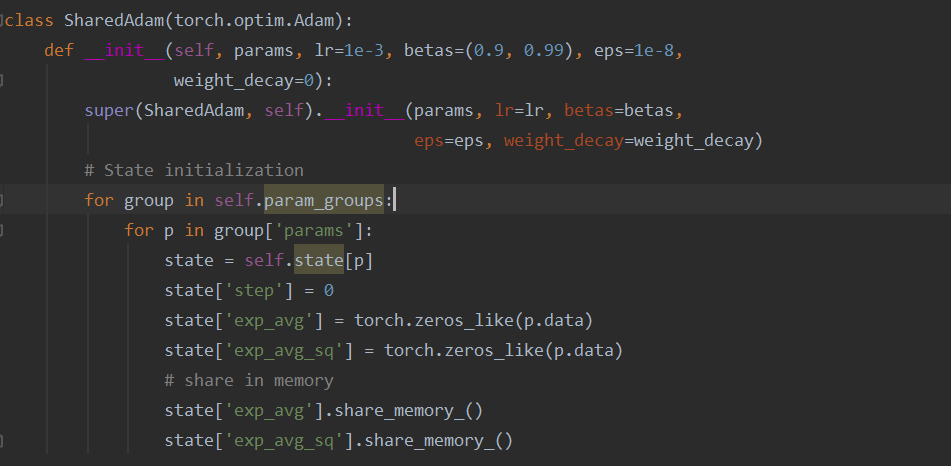 class SharedAdam(torch.optim.Adam):
    def __init__(self, params, lr=1e-3, betas=(0.9, 0.99), eps=1e-8,
                 weight_decay=0):
        super(SharedAdam, self).__init__(params, lr=lr, betas=betas,
                                         eps=eps, weight_decay=weight_decay)
        # State initialization
        for group in self.param_groups:
            for p in group['params']:
                state = self.state[p]
                state['step'] = 0
                state['exp_avg'] = torch.zeros_like(p.data)
                state['exp_avg_sq'] = torch.zeros_like(p.data)
                # share in memory
                state['exp_avg'].share_memory_()
                state['exp_avg_sq'].share_memory_()